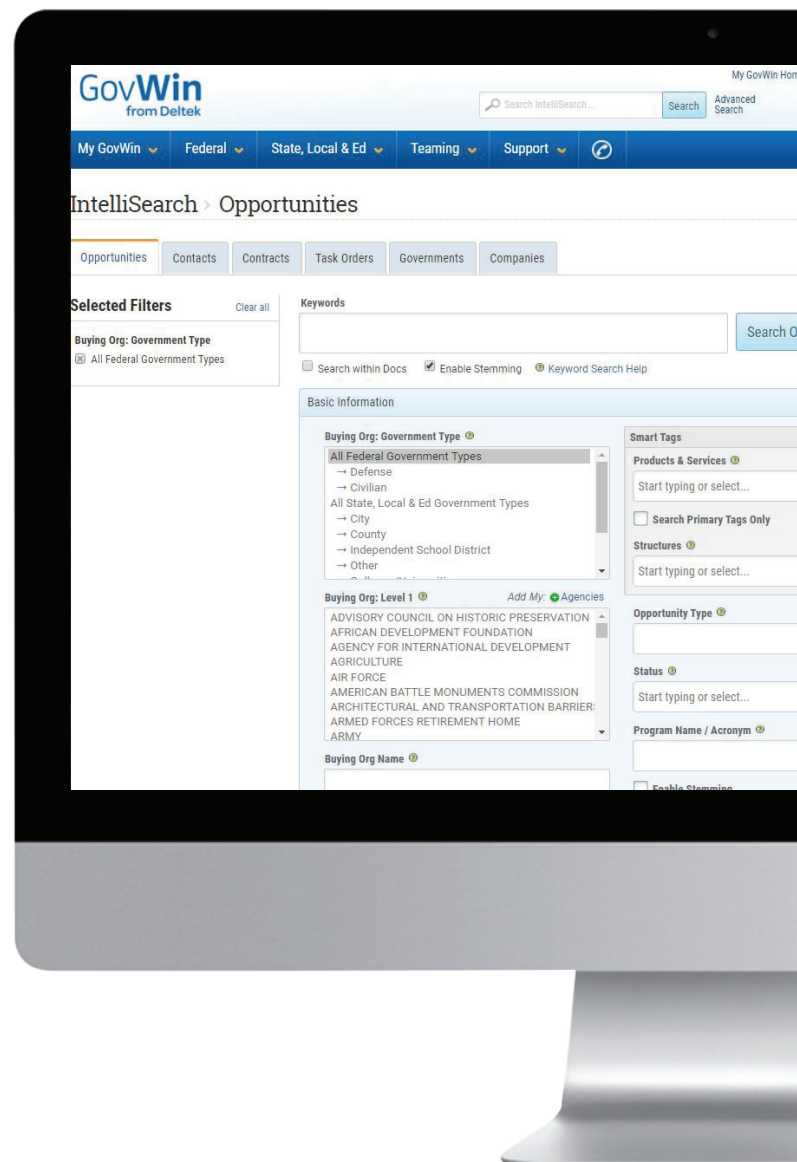 GovWin
from Deltek
My GovWin Hom
Search IntelliSearch...
Search
Advanced
Search
My GovWin
Federal
State, Local & Ed
Teaming
Support
IntelliSearch › Opportunities
Opportunities
Contacts
Contracts
Task Orders
Governments
Companies
Selected Filters
Clear all
Buying Org: Government Type
All Federal Government Types
Keywords
Search O
Search within Docs
Enable Stemming
Keyword Search Help
Basic Information
Buying Org: Government Type
All Federal Government Types
→ Defense
→ Civilian
All State, Local & Ed Government Types
→ City
→ County
→ Independent School District
→ Other
Buying Org: Level 1
Add My: Agencies
ADVISORY COUNCIL ON HISTORIC PRESERVATION
AFRICAN DEVELOPMENT FOUNDATION
AGENCY FOR INTERNATIONAL DEVELOPMENT
AGRICULTURE
AIR FORCE
AMERICAN BATTLE MONUMENTS COMMISSION
ARCHITECTURAL AND TRANSPORTATION BARRIER
ARMED FORCES RETIREMENT HOME
ARMY
Buying Org Name
Smart Tags
Products & Services
Start typing or select...
Search Primary Tags Only
Structures
Start typing or select...
Opportunity Type
Status
Start typing or select...
Program Name / Acronym
Enable Stemming